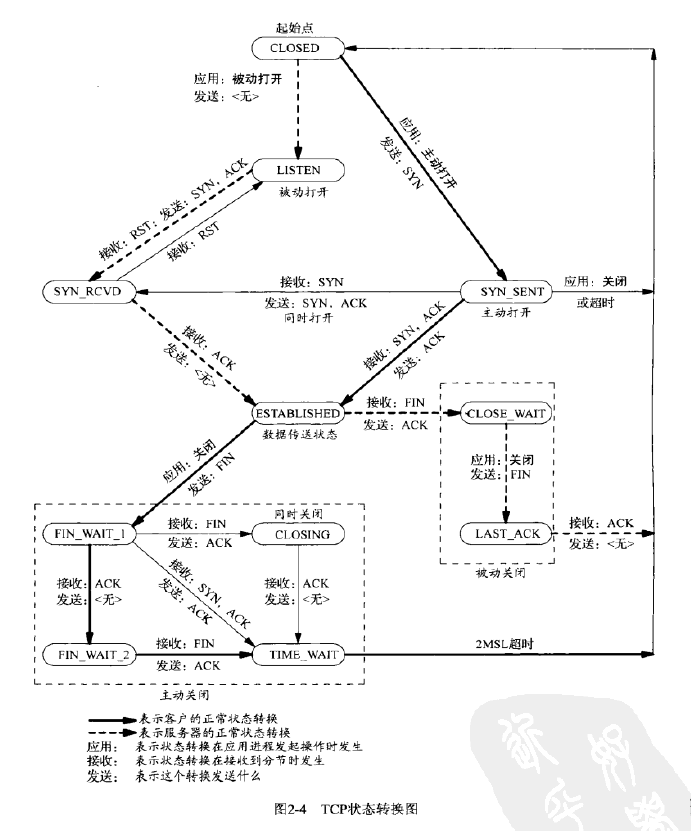 起始点
CLOSED
应用：被动打开
发送：<无>
应用：主动打开
发送：SYN
LISTEN
被动打开
接收：RST；发送：SYN，ACK
接收：RST
SYN_RCVD
接收：SYN
发送：SYN，ACK
同时打开
SYN_SENT
主动打开
应用：关闭
或超时
接收：ACK
发送：<无>
接收：SYN，ACK
发送：ACK
ESTABLISHED
数据传送状态
接收：FIN
发送：ACK
CLOSE_WAIT
应用：关闭
发送：FIN
应用：关闭
发送：FIN
LAST_ACK
被动关闭
接收：ACK
发送：<无>
FIN_WAIT_1
接收：FIN
发送：ACK
同时关闭
CLOSING
接收：ACK
发送：<无>
接收：SYN，ACK
发送：ACK
接收：ACK
发送：<无>
FIN_WAIT_2
接收：FIN
发送：ACK
TIME_WAIT
2MSL超时
主动关闭
表示客户的正常状态转换
表示服务器的正常状态转换
应用： 表示状态转换在应用进程发起操作时发生
接收： 表示状态转换在接收到分节时发生
发送： 表示这个转换发送什么
图2-4 TCP状态转换图